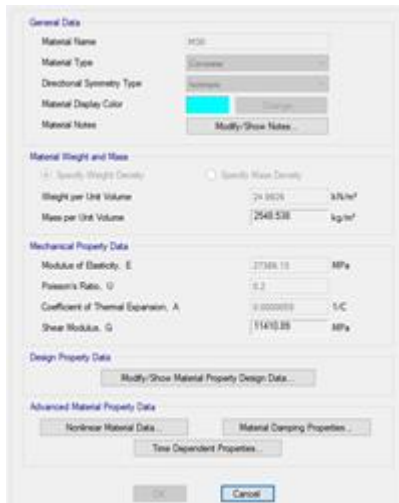 General Data
Material Name M30
Material Type Concrete
Directional Symmetry Type Isotropic
Material Display Color Change...
Material Notes Modify/Show Notes...
Material Weight and Mass
Specify Weight Density Specify Mass Density
Weight per Unit Volume kN/m³
Mass per Unit Volume 2548.538 kg/m³
Mechanical Property Data
Modulus of Elasticity, E 27386.13 MPa
Poisson's Ratio, U 0.2
Coefficient of Thermal Expansion, A 0.0000055 1/C
Shear Modulus, G 11410.89 MPa
Design Property Data
Modify/Show Material Property Design Data...
Advanced Material Property Data
Nonlinear Material Data... Material Damping Properties...
Time Dependent Properties...
OK Cancel